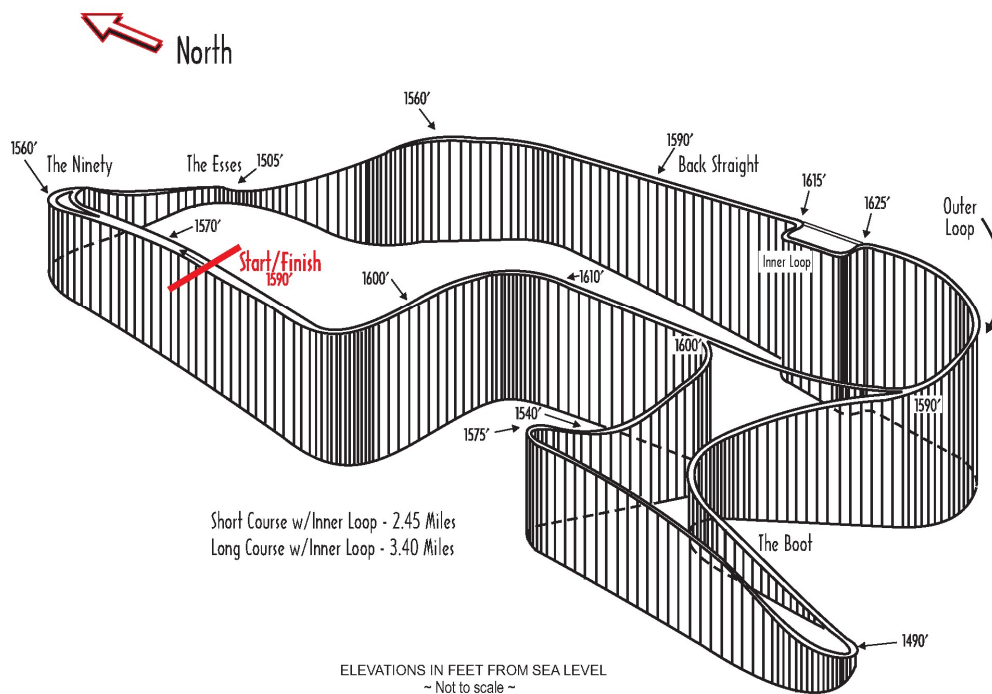 North
1560'
The Ninety
The Esses
1505'
1560'
1590'
Back Straight
1615'
1625'
Outer
Loop
1570'
Start/Finish
1590'
Inner Loop
1600'
1610'
1600'
1590'
1575'
1540'
Short Course w/Inner Loop - 2.45 Miles
Long Course w/Inner Loop - 3.40 Miles
The Boot
1490'
ELEVATIONS IN FEET FROM SEA LEVEL
~ Not to scale ~